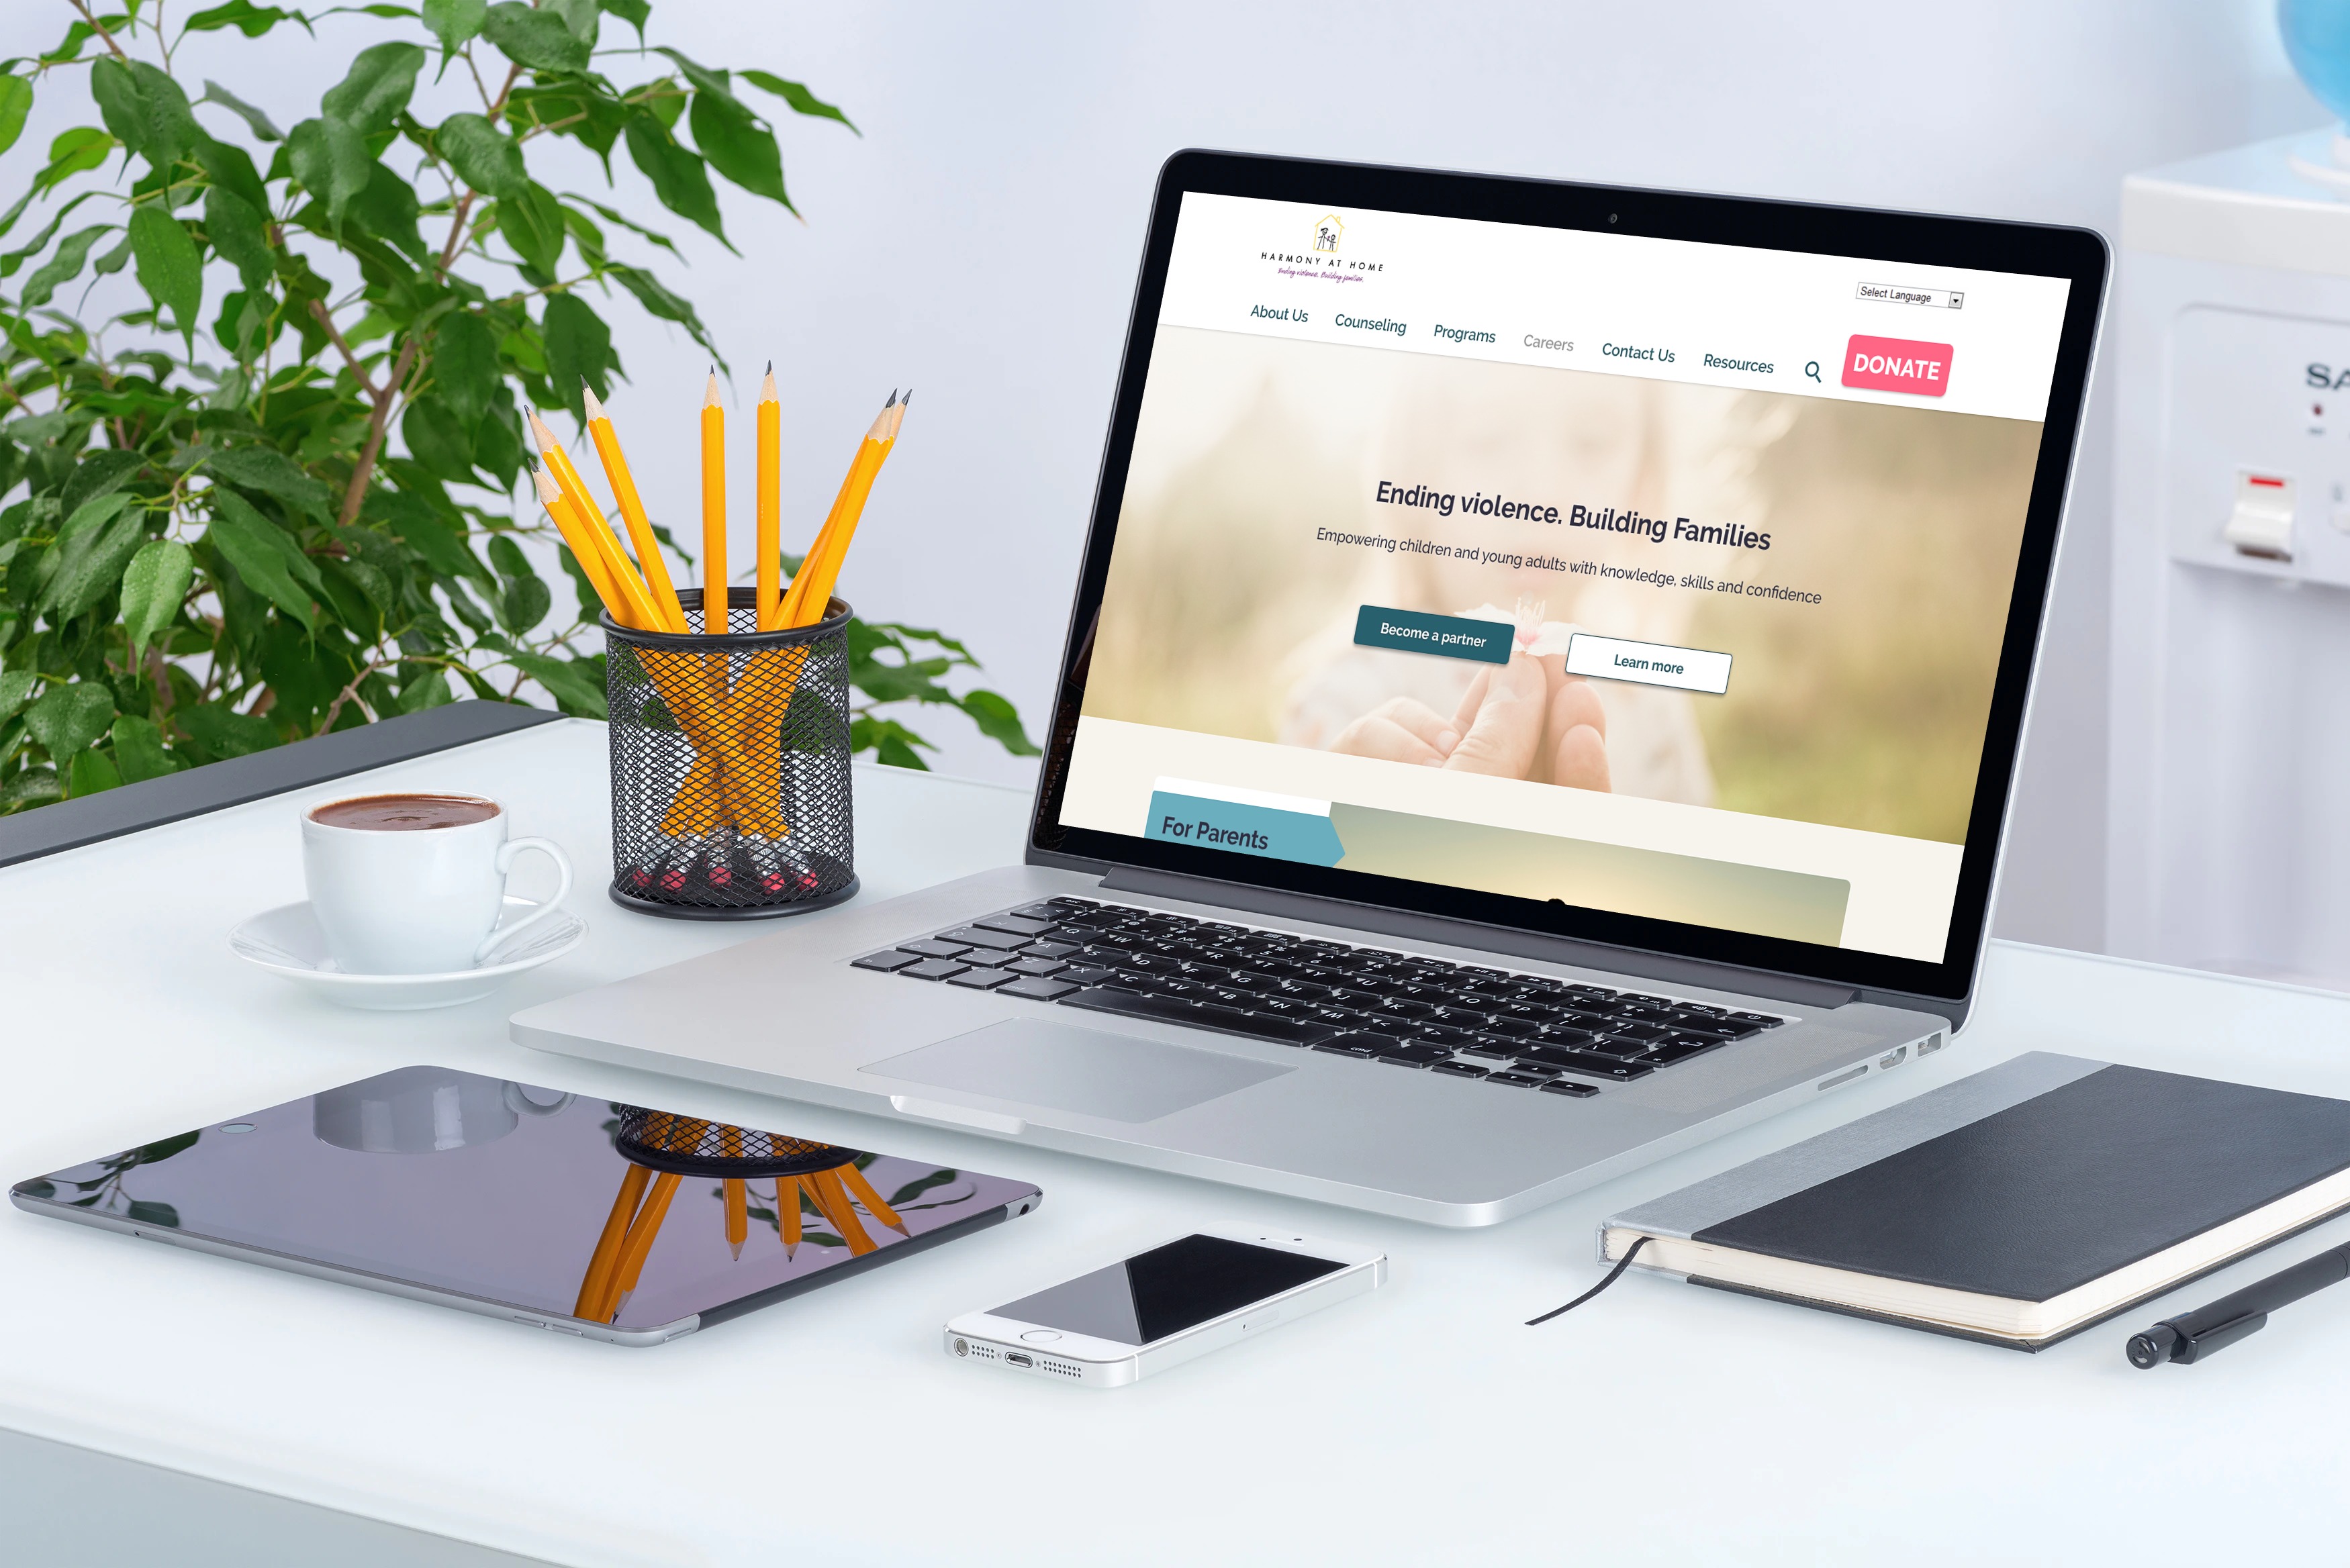 HARMONY AT HOME
Ending violence. Building families.
Select Language
About Us Counseling Programs Careers Contact Us Resources DONATE
Ending violence. Building Families
Empowering children and young adults with knowledge, skills and confidence
Become a partner Learn more
For Parents
SA